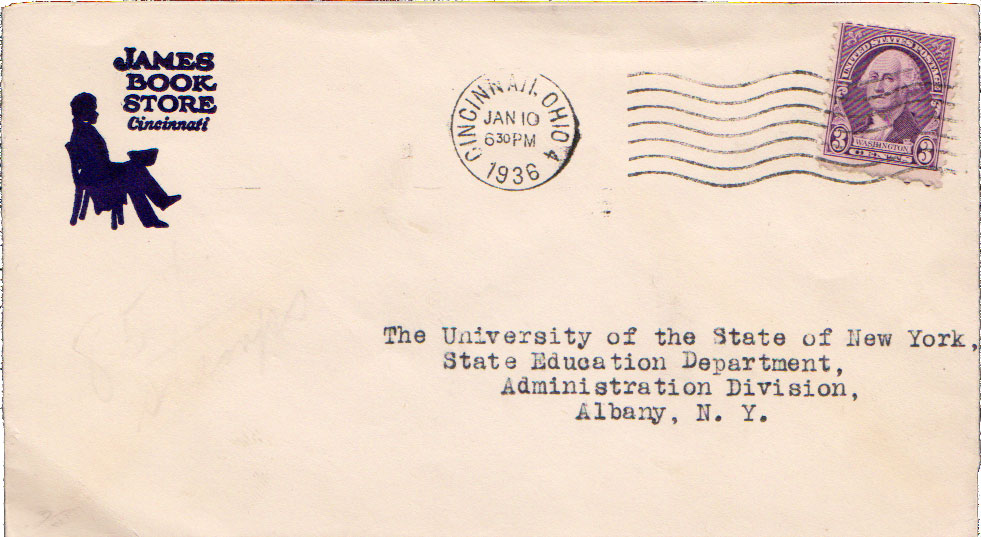 JAMES
BOOK
STORE
Cincinnati
CINCINNATI, OHIO 4
JAN 10
6 30 PM
1936
UNITED STATES POSTAGE
3 WASHINGTON 3
The University of the State of New York,
State Education Department,
Administration Division,
Albany, N. Y.